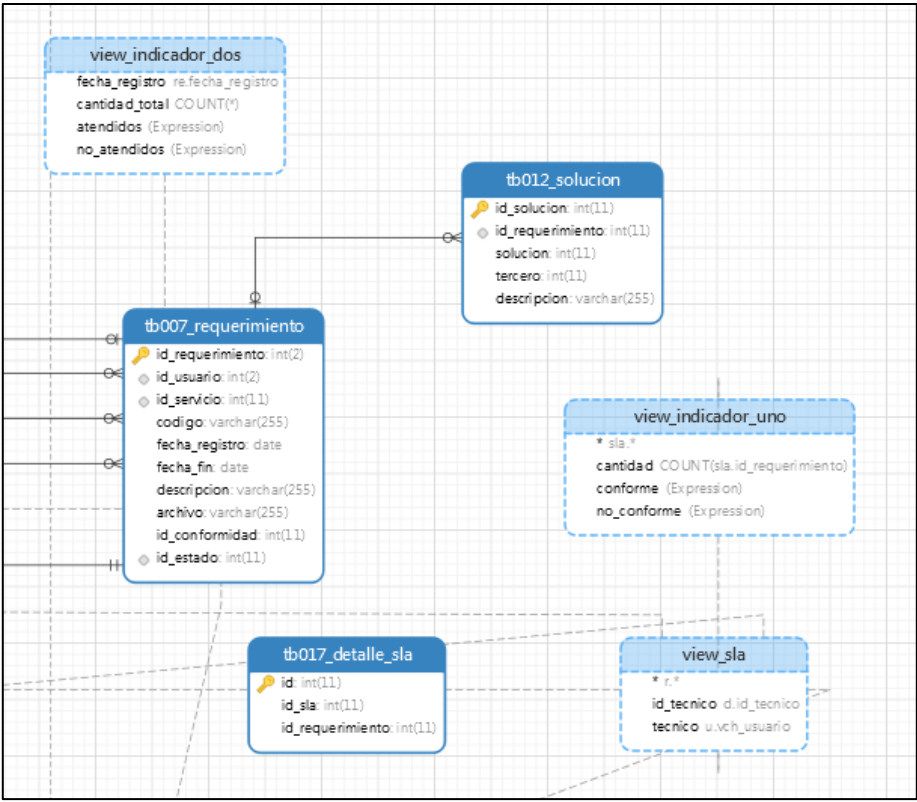 view_indicador_dos
fecha_registro re.fecha_registro
cantidad_total COUNT(*)
atendidos (Expression)
no_atendidos (Expression)
tb012_solucion
id_solucion: int(11)
id_requerimiento: int(11)
solucion: int(11)
tercero: int(11)
descripcion: varchar(255)
tb007_requerimiento
id_requerimiento: int(2)
id_usuario: int(2)
id_servicio: int(11)
codigo: varchar(255)
fecha_registro: date
fecha_fin: date
descripcion: varchar(255)
archivo: varchar(255)
id_conformidad: int(11)
id_estado: int(11)
view_indicador_uno
* sla.*
cantidad COUNT(sla.id_requerimiento)
conforme (Expression)
no_conforme (Expression)
tb017_detalle_sla
id: int(11)
id_sla: int(11)
id_requerimiento: int(11)
view_sla
* r.*
id_tecnico d.id_tecnico
tecnico u.vch_usuario